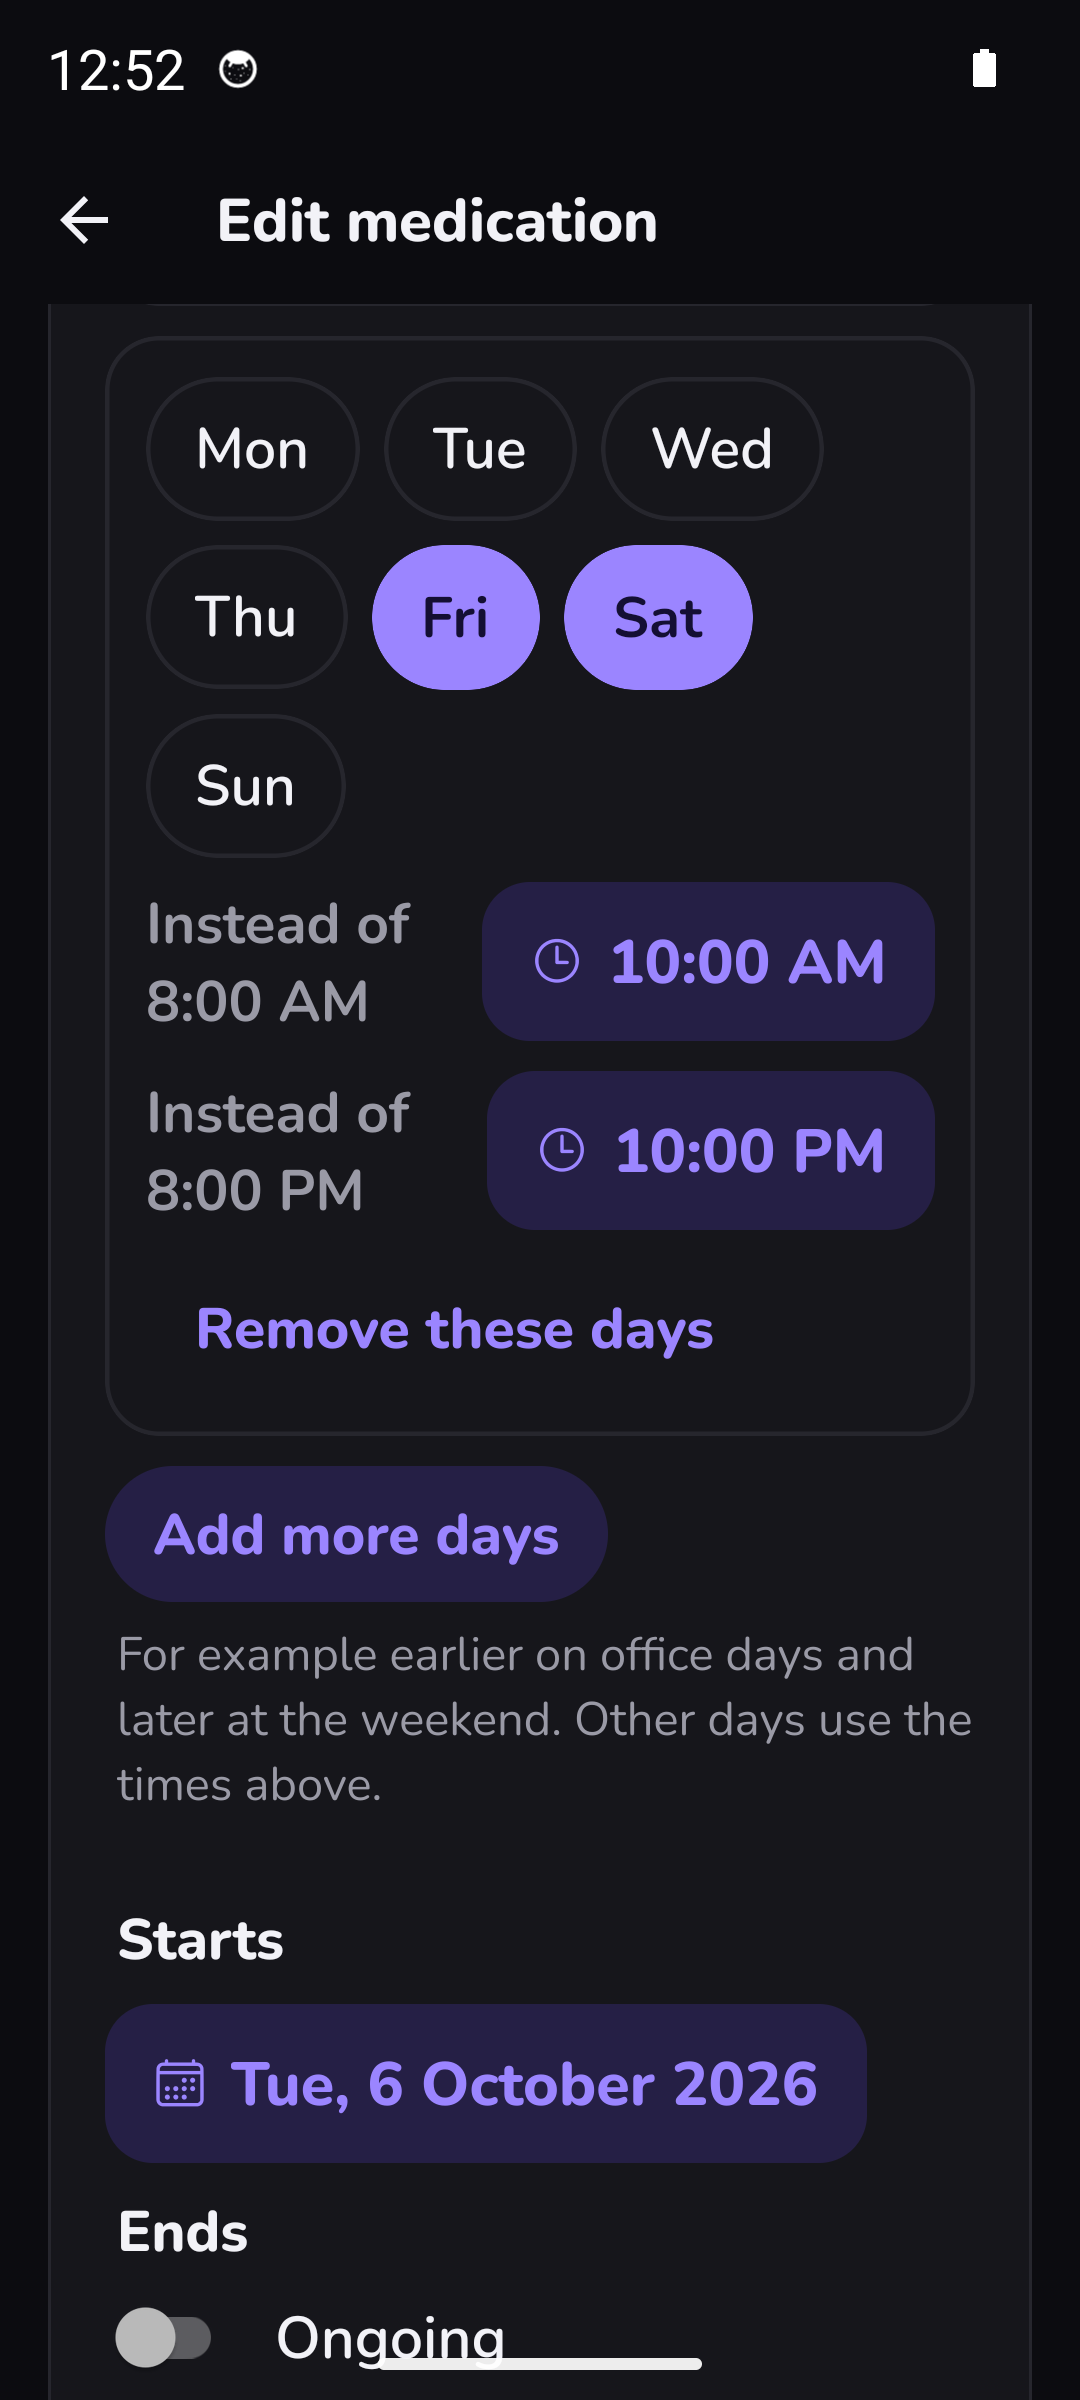 12:52
Edit medication
Mon Tue Wed
Thu Fri Sat
Sun
Instead of
8:00 AM
10:00 AM
Instead of
8:00 PM
10:00 PM
Remove these days
Add more days
For example earlier on office days and
later at the weekend. Other days use the
times above.
Starts
Tue, 6 October 2026
Ends
Ongoing